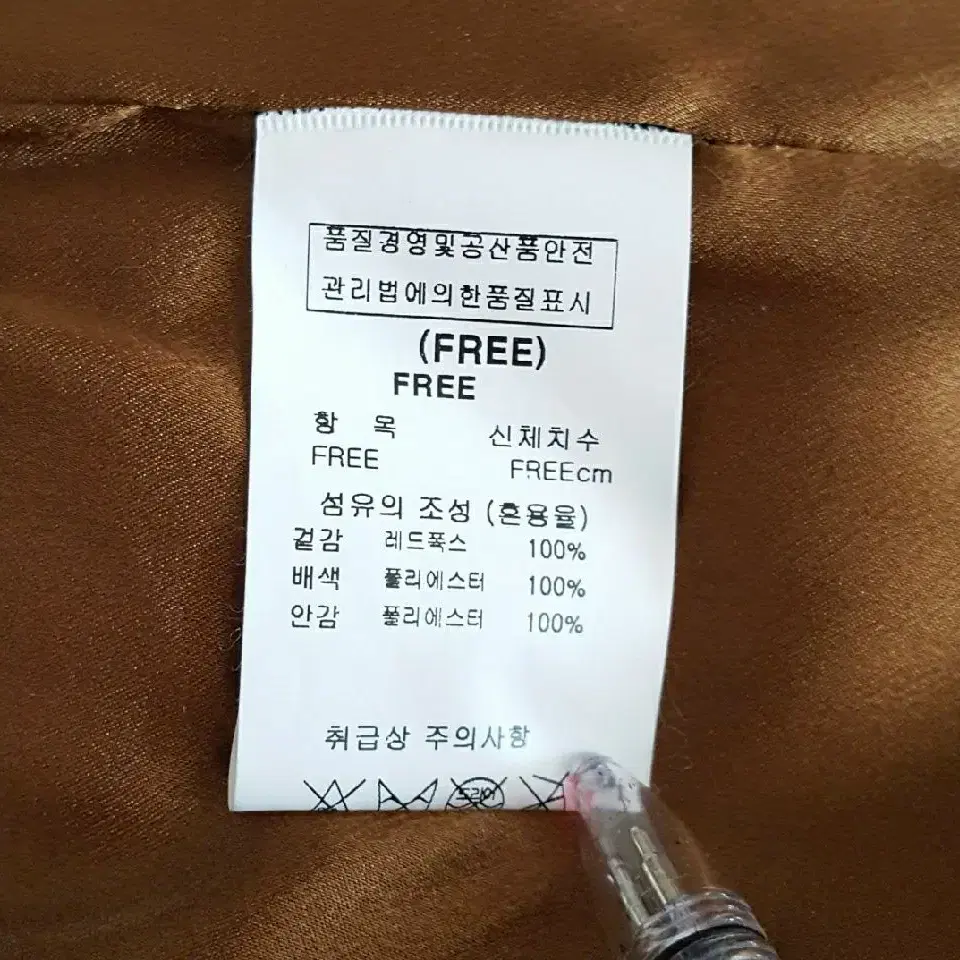 품질경영및공산품안전
관리법에의한품질표시
(FREE)
FREE
항 목 신체치수
FREE FREEcm
섬유의 조성 (혼용율)
겉감 레드폭스 100%
배색 폴리에스터 100%
안감 폴리에스터 100%
취급상 주의사항
드라이